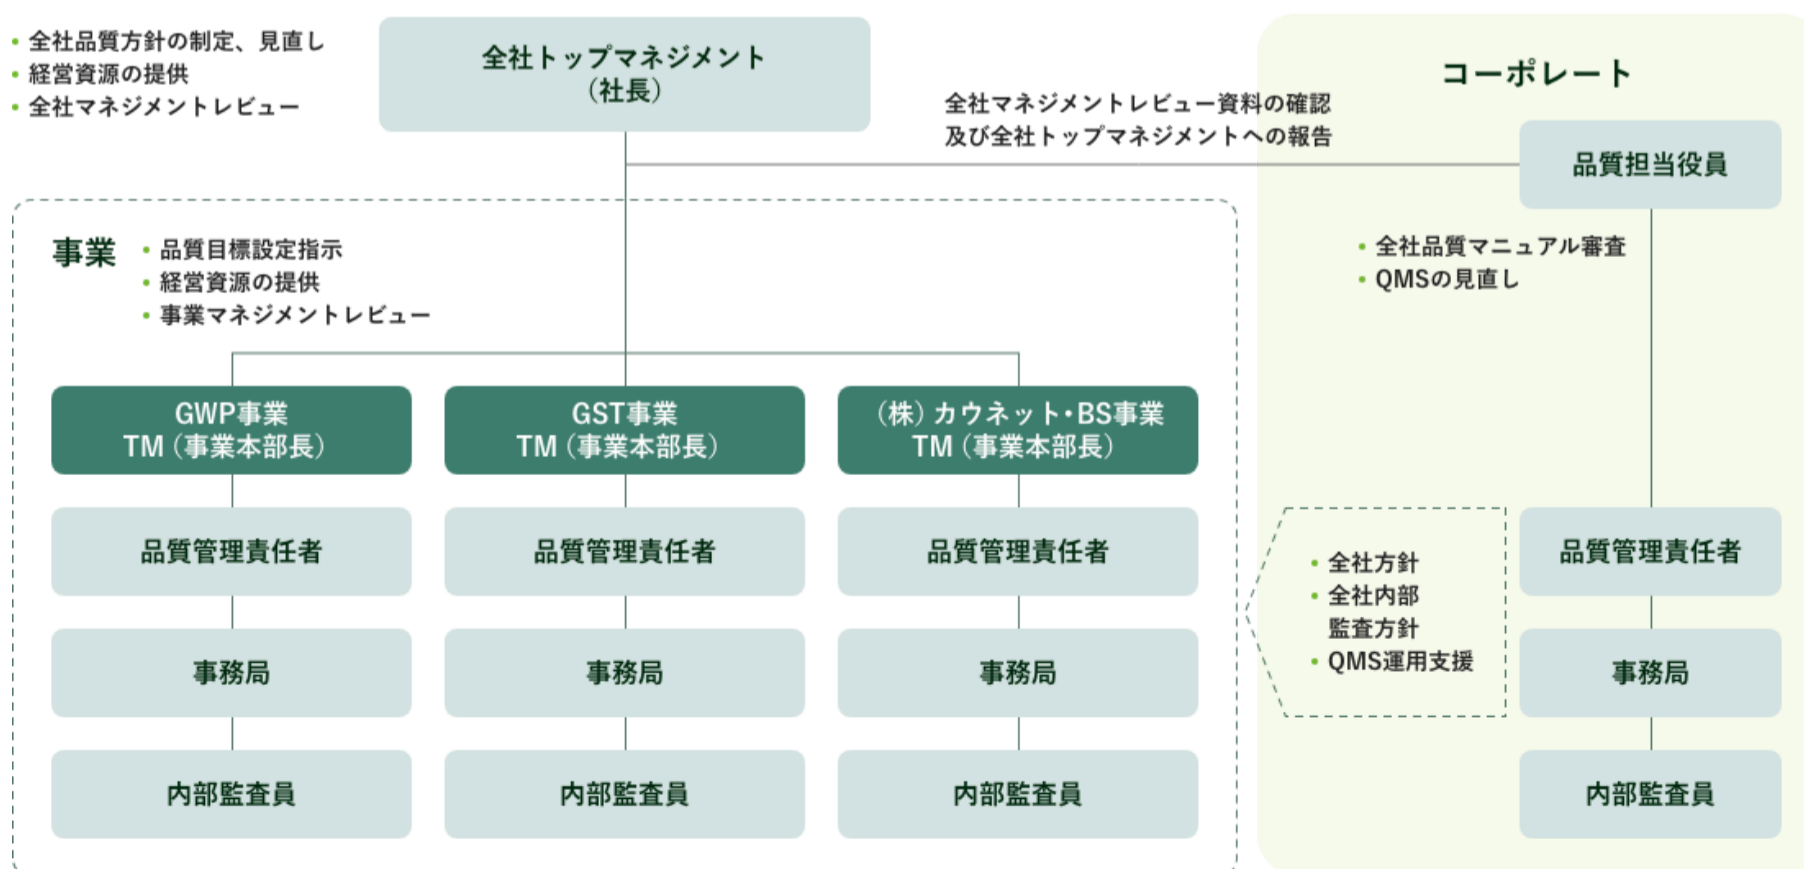 全社品質方針の制定、見直し
経営資源の提供
全社マネジメントレビュー
全社トップマネジメント
（社長）
全社マネジメントレビュー資料の確認
及び全社トップマネジメントへの報告
コーポレート
品質担当役員
全社品質マニュアル審査
QMSの見直し
事業
品質目標設定指示
経営資源の提供
事業マネジメントレビュー
GWP事業
TM（事業本部長）
品質管理責任者
事務局
内部監査員
GST事業
TM（事業本部長）
品質管理責任者
事務局
内部監査員
（株）カウネット・BS事業
TM（事業本部長）
品質管理責任者
事務局
内部監査員
全社方針
全社内部
監査方針
QMS運用支援
品質管理責任者
事務局
内部監査員